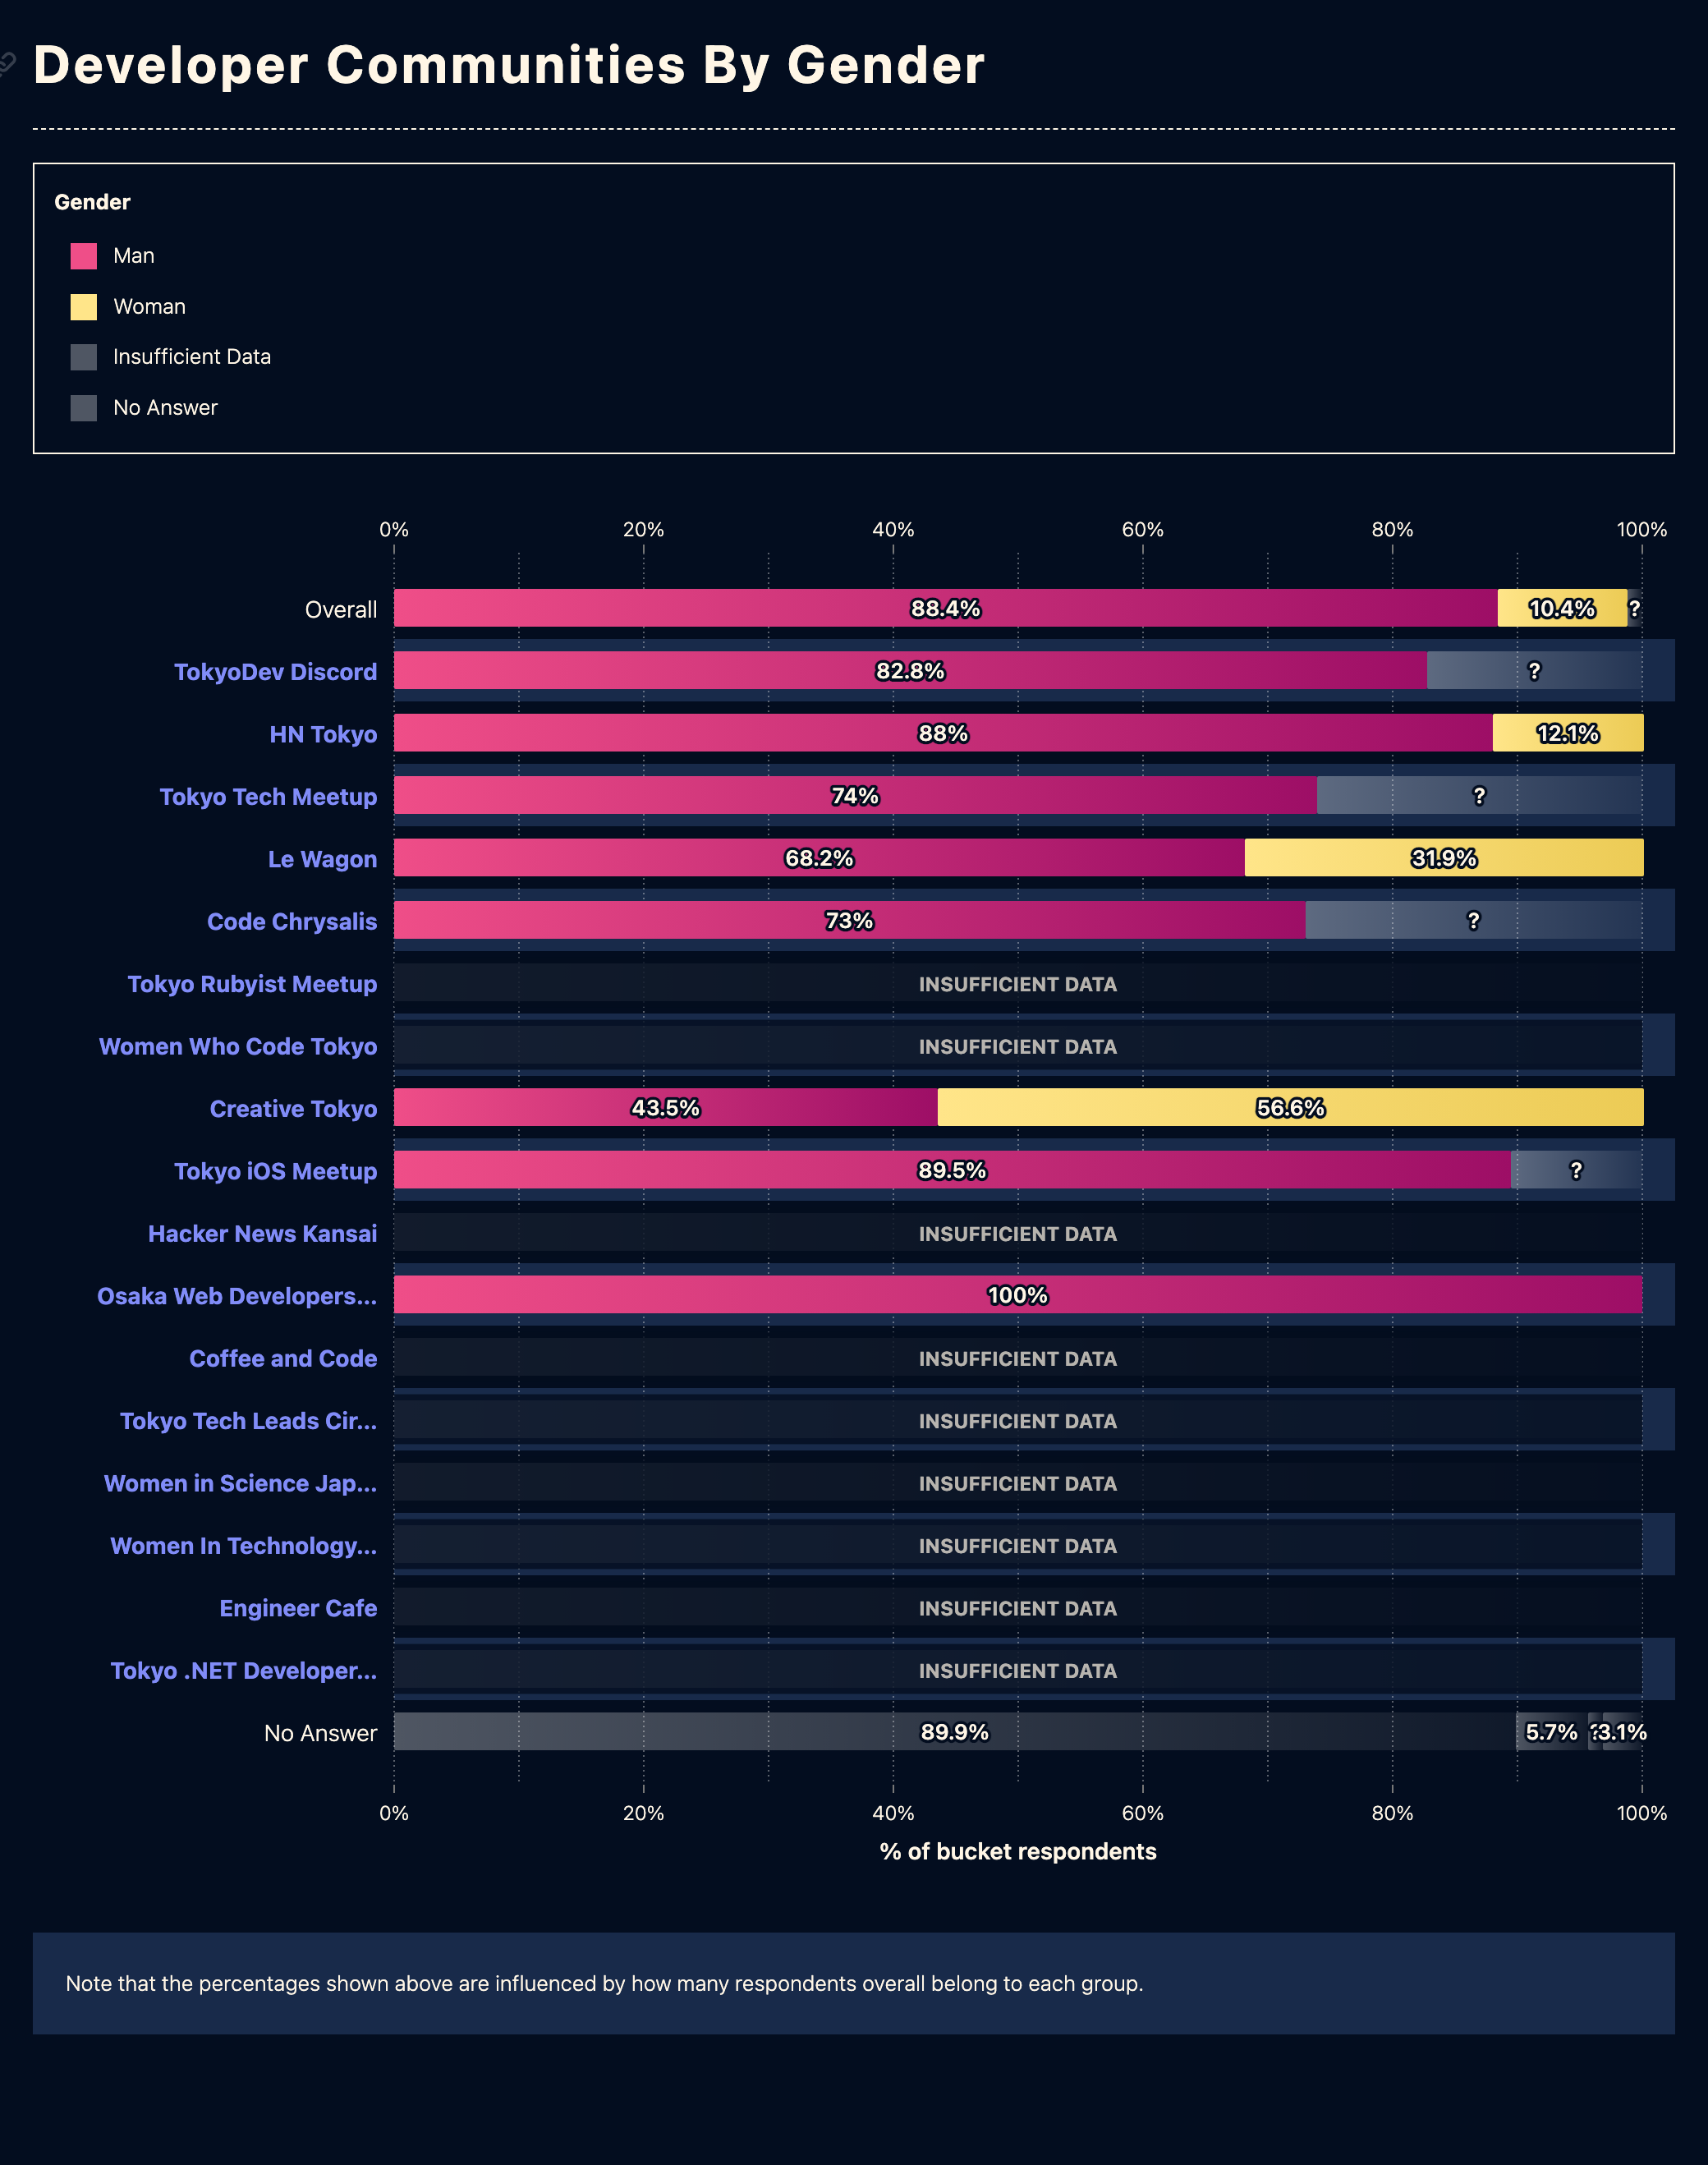 Developer Communities By Gender
Gender
Man
Woman
Insufficient Data
No Answer
0% 20% 40% 60% 80% 100%
Overall 88.4% 10.4% ?
TokyoDev Discord 82.8% ?
HN Tokyo 88% 12.1%
Tokyo Tech Meetup 74% ?
Le Wagon 68.2% 31.9%
Code Chrysalis 73% ?
Tokyo Rubyist Meetup INSUFFICIENT DATA
Women Who Code Tokyo INSUFFICIENT DATA
Creative Tokyo 43.5% 56.6%
Tokyo iOS Meetup 89.5% ?
Hacker News Kansai INSUFFICIENT DATA
Osaka Web Developers... 100%
Coffee and Code INSUFFICIENT DATA
Tokyo Tech Leads Cir... INSUFFICIENT DATA
Women in Science Jap... INSUFFICIENT DATA
Women In Technology... INSUFFICIENT DATA
Engineer Cafe INSUFFICIENT DATA
Tokyo .NET Developer... INSUFFICIENT DATA
No Answer 89.9% 5.7% ? 3.1%
0% 20% 40% 60% 80% 100%
% of bucket respondents
Note that the percentages shown above are influenced by how many respondents overall belong to each group.